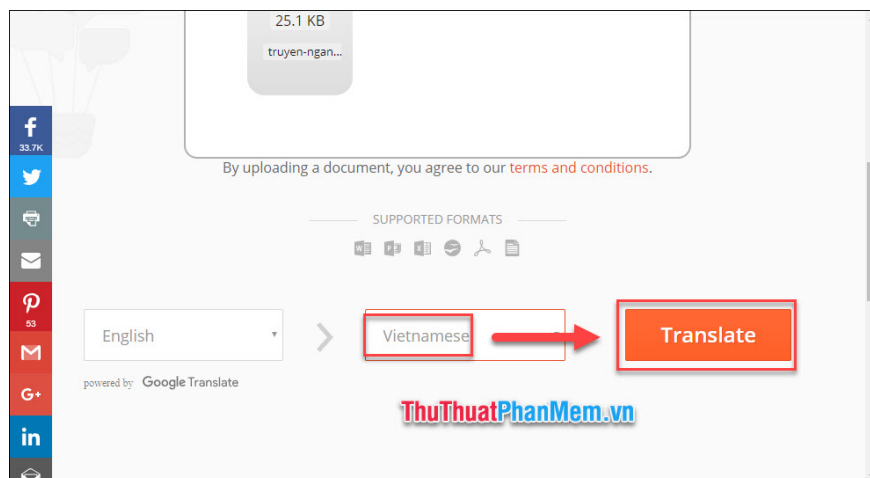 25.1 KB
truyen-ngan...
By uploading a document, you agree to our terms and conditions.
SUPPORTED FORMATS
English
Vietnamese
Translate
powered by Google Translate
ThuThuatPhanMem.vn
f
33.7K
53
G+
in